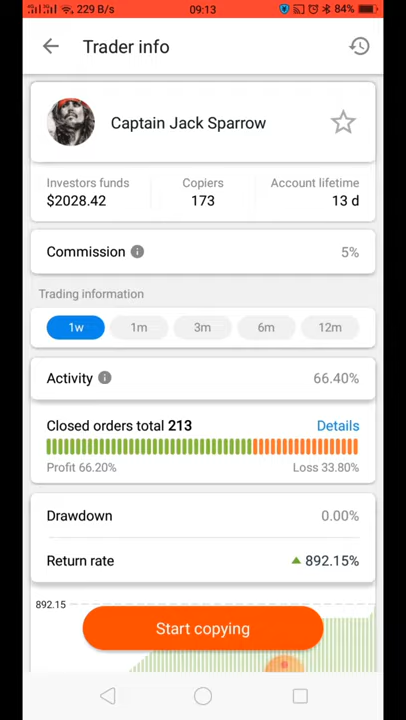 229 B/s 09:13 84%
Trader info
Captain Jack Sparrow
Investors funds Copiers Account lifetime
$2028.42 173 13 d
Commission 5%
Trading information
1w 1m 3m 6m 12m
Activity 66.40%
Closed orders total 213 Details
Profit 66.20% Loss 33.80%
Drawdown 0.00%
Return rate 892.15%
892.15
Start copying